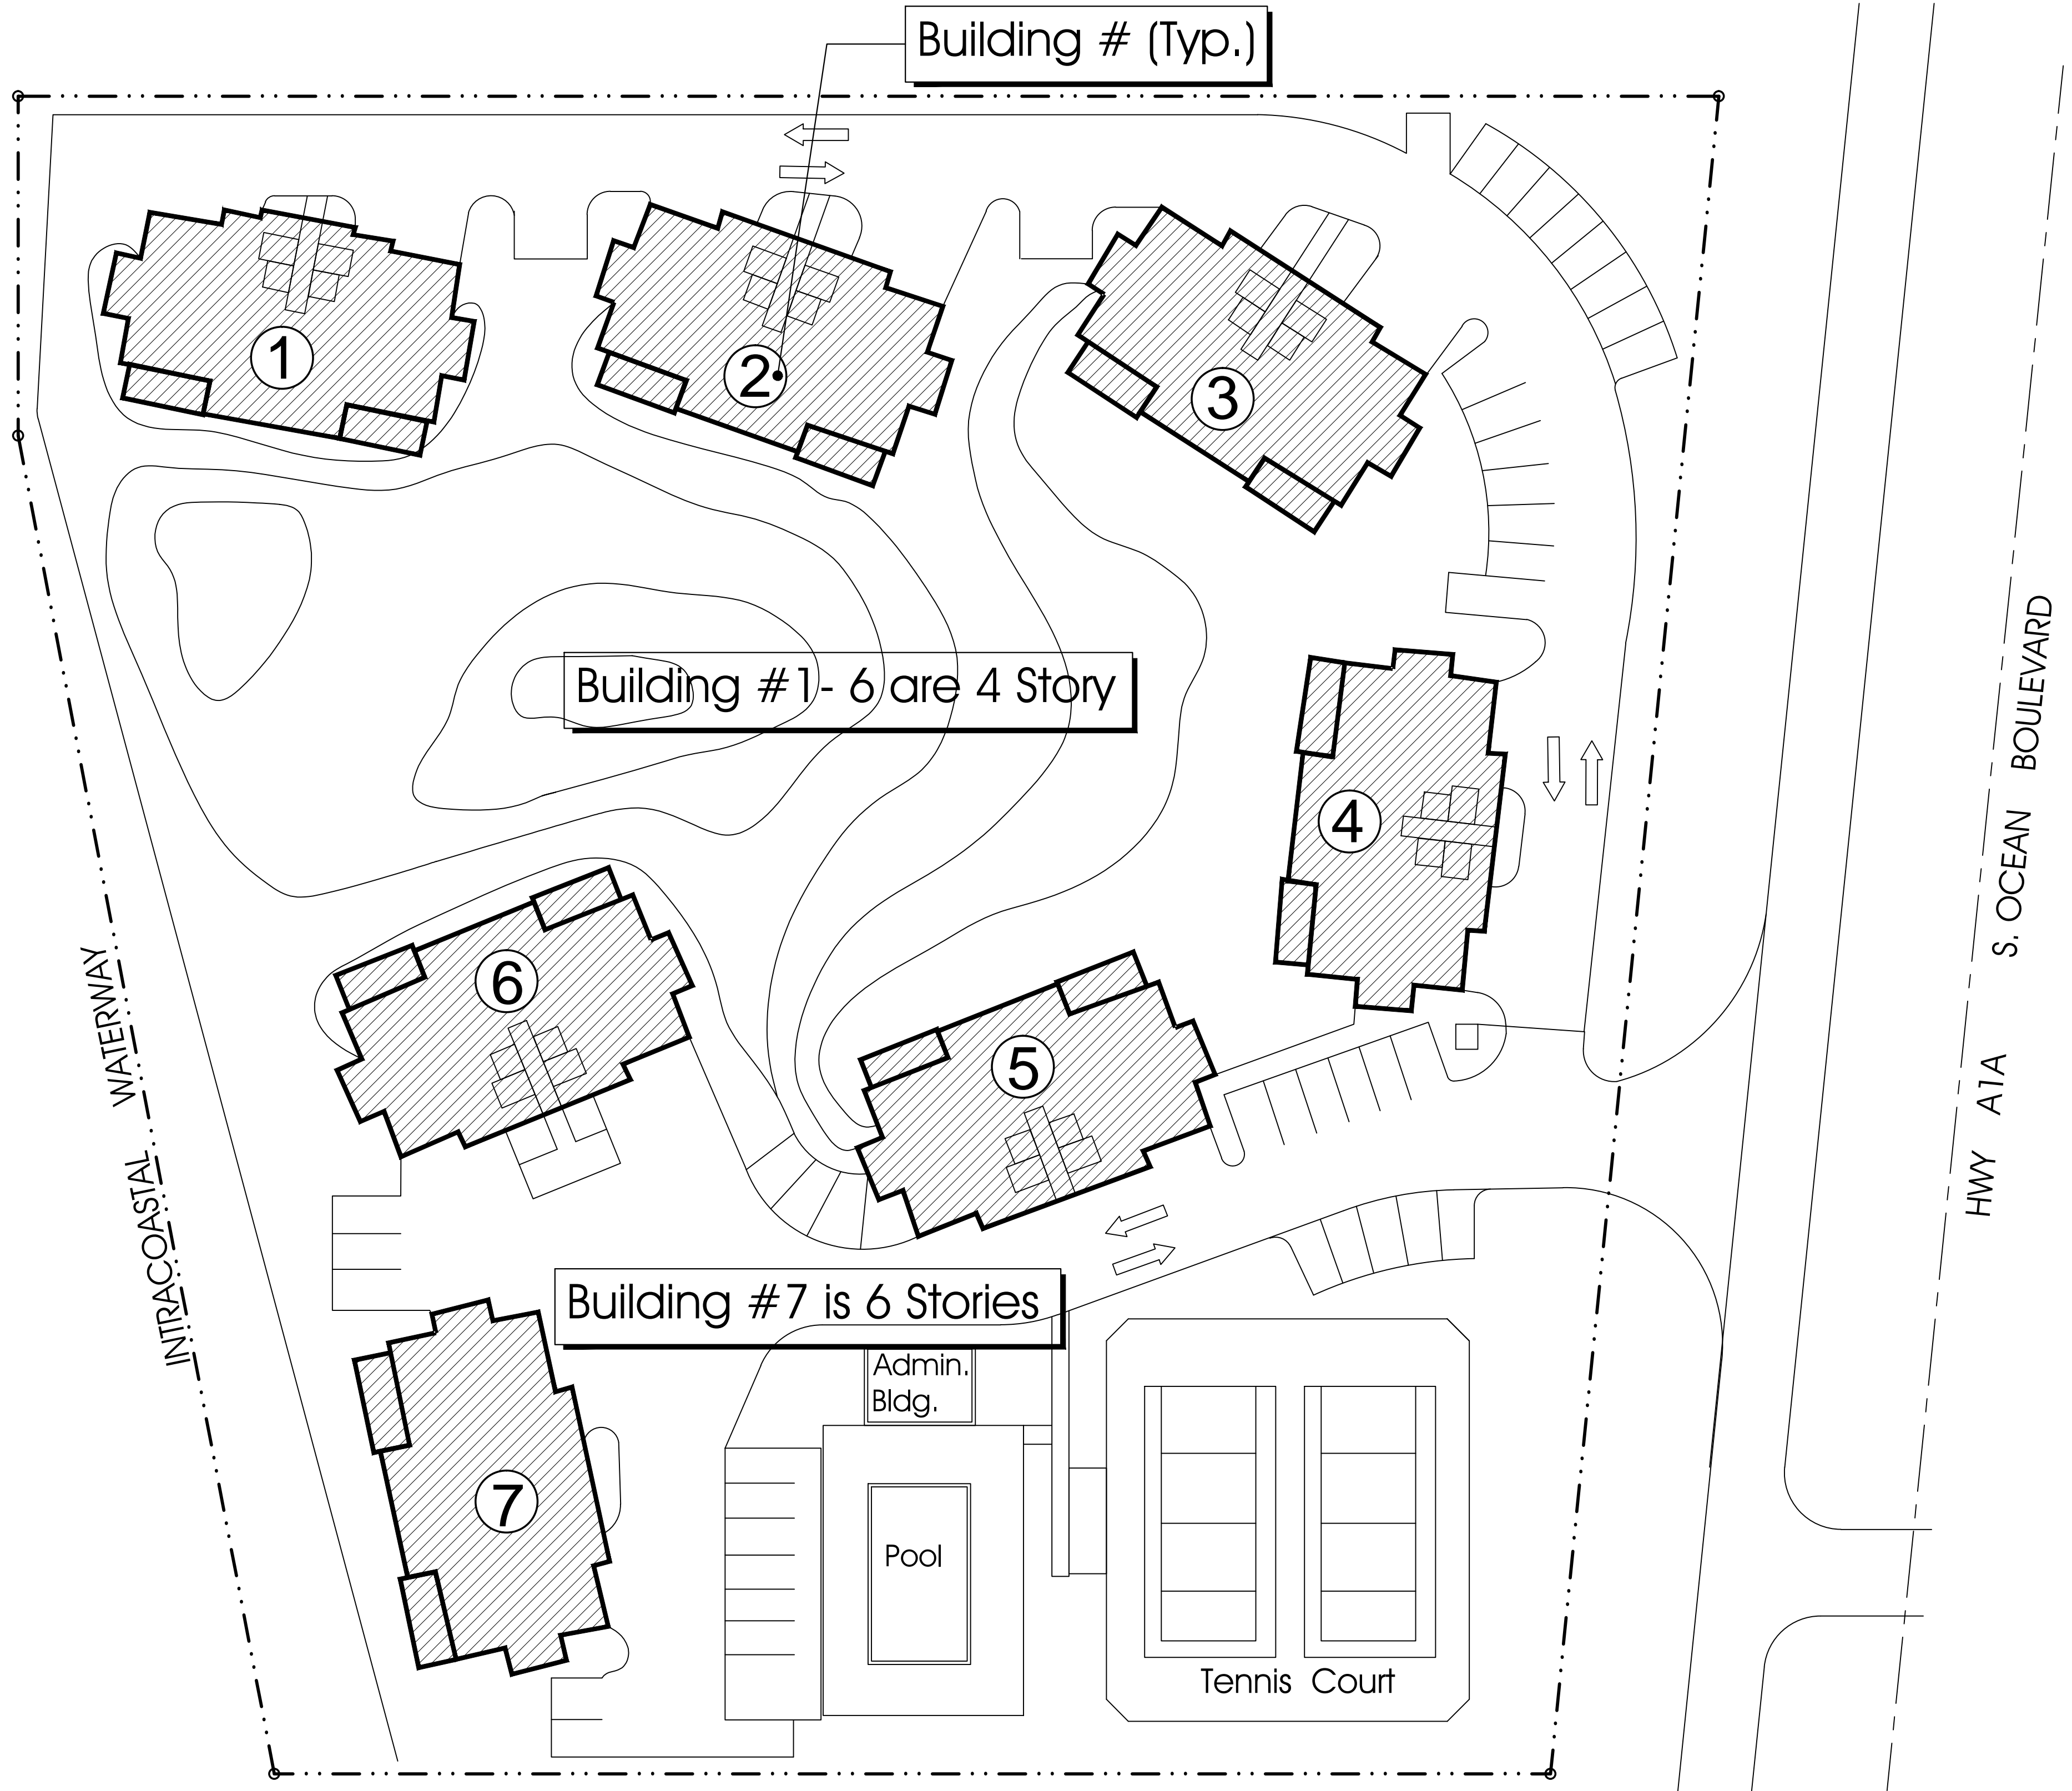 Building # (Typ.)
1
2
3
Building #1- 6 are 4 Story
4
S. OCEAN BOULEVARD
HWY A1A
INTRACOASTAL WATERWAY
6
5
Building #7 is 6 Stories
Admin.
Bldg.
7
Pool
Tennis Court